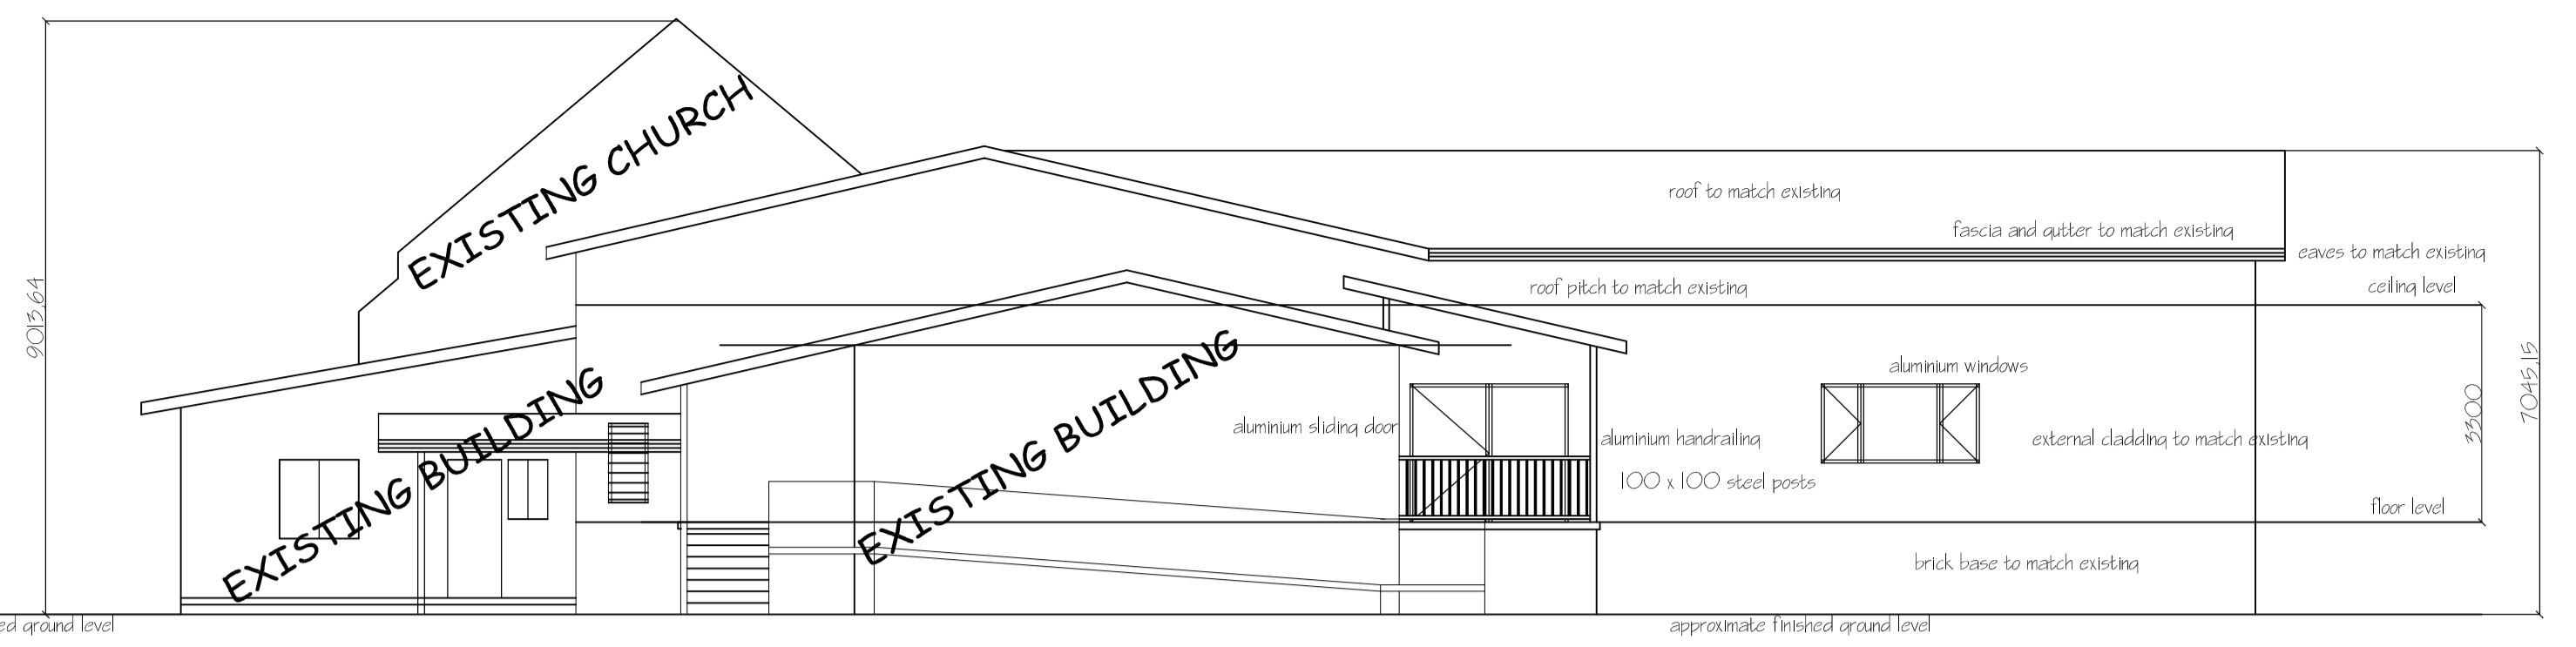 EXISTING CHURCH
roof to match existing
fascia and gutter to match existing
eaves to match existing
9013,64
roof pitch to match existing
ceiling level
EXISTING BUILDING
EXISTING BUILDING
aluminium windows
7045,15
3300
aluminium sliding door
aluminium handrailing
external cladding to match existing
100 x 100 steel posts
floor level
brick base to match existing
ed ground level
approximate finished ground level